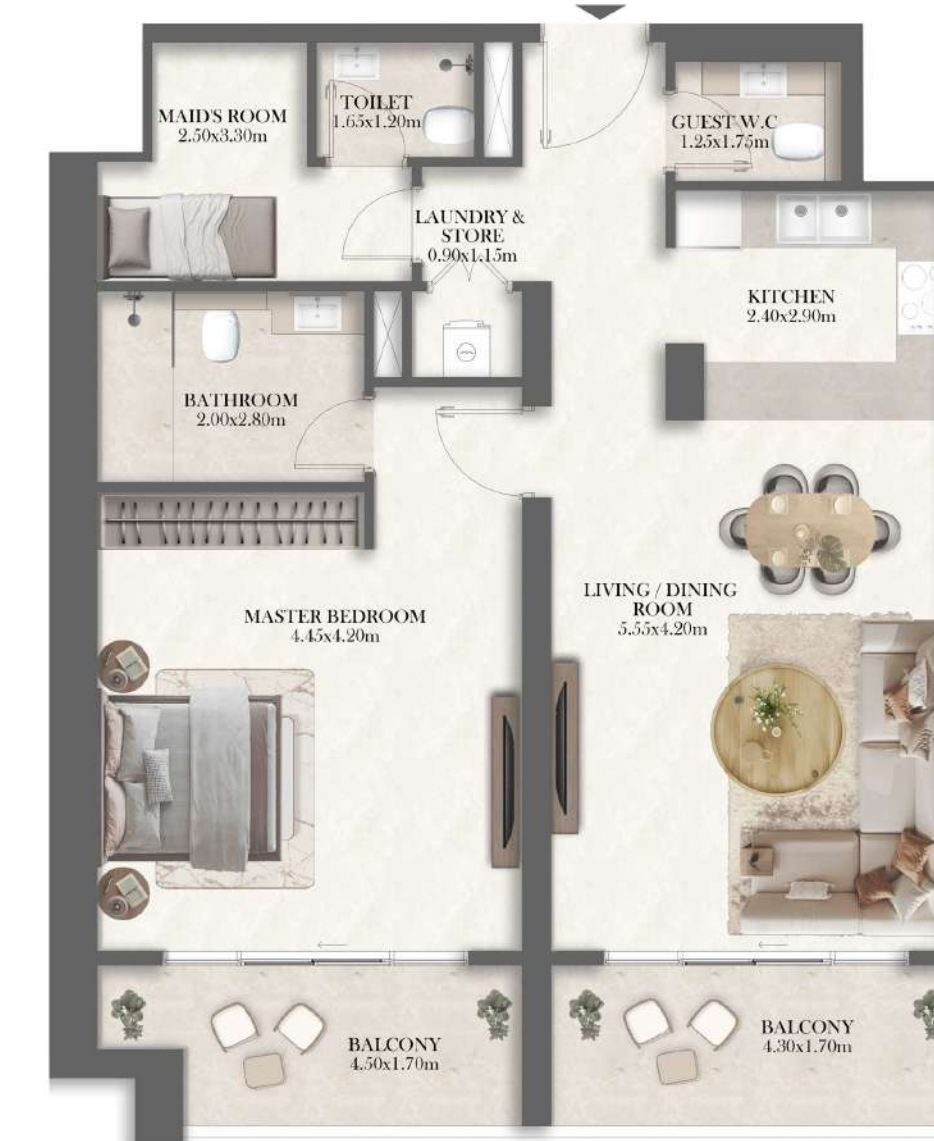 MAID'S ROOM
2.50x3.30m
TOILET
1.65x1.20m
GUEST W.C
1.25x1.75m
LAUNDRY &
STORE
0.90x1.15m
KITCHEN
2.40x2.90m
BATHROOM
2.00x2.80m
MASTER BEDROOM
4.45x4.20m
LIVING / DINING
ROOM
5.55x4.20m
BALCONY
4.50x1.70m
BALCONY
4.30x1.70m